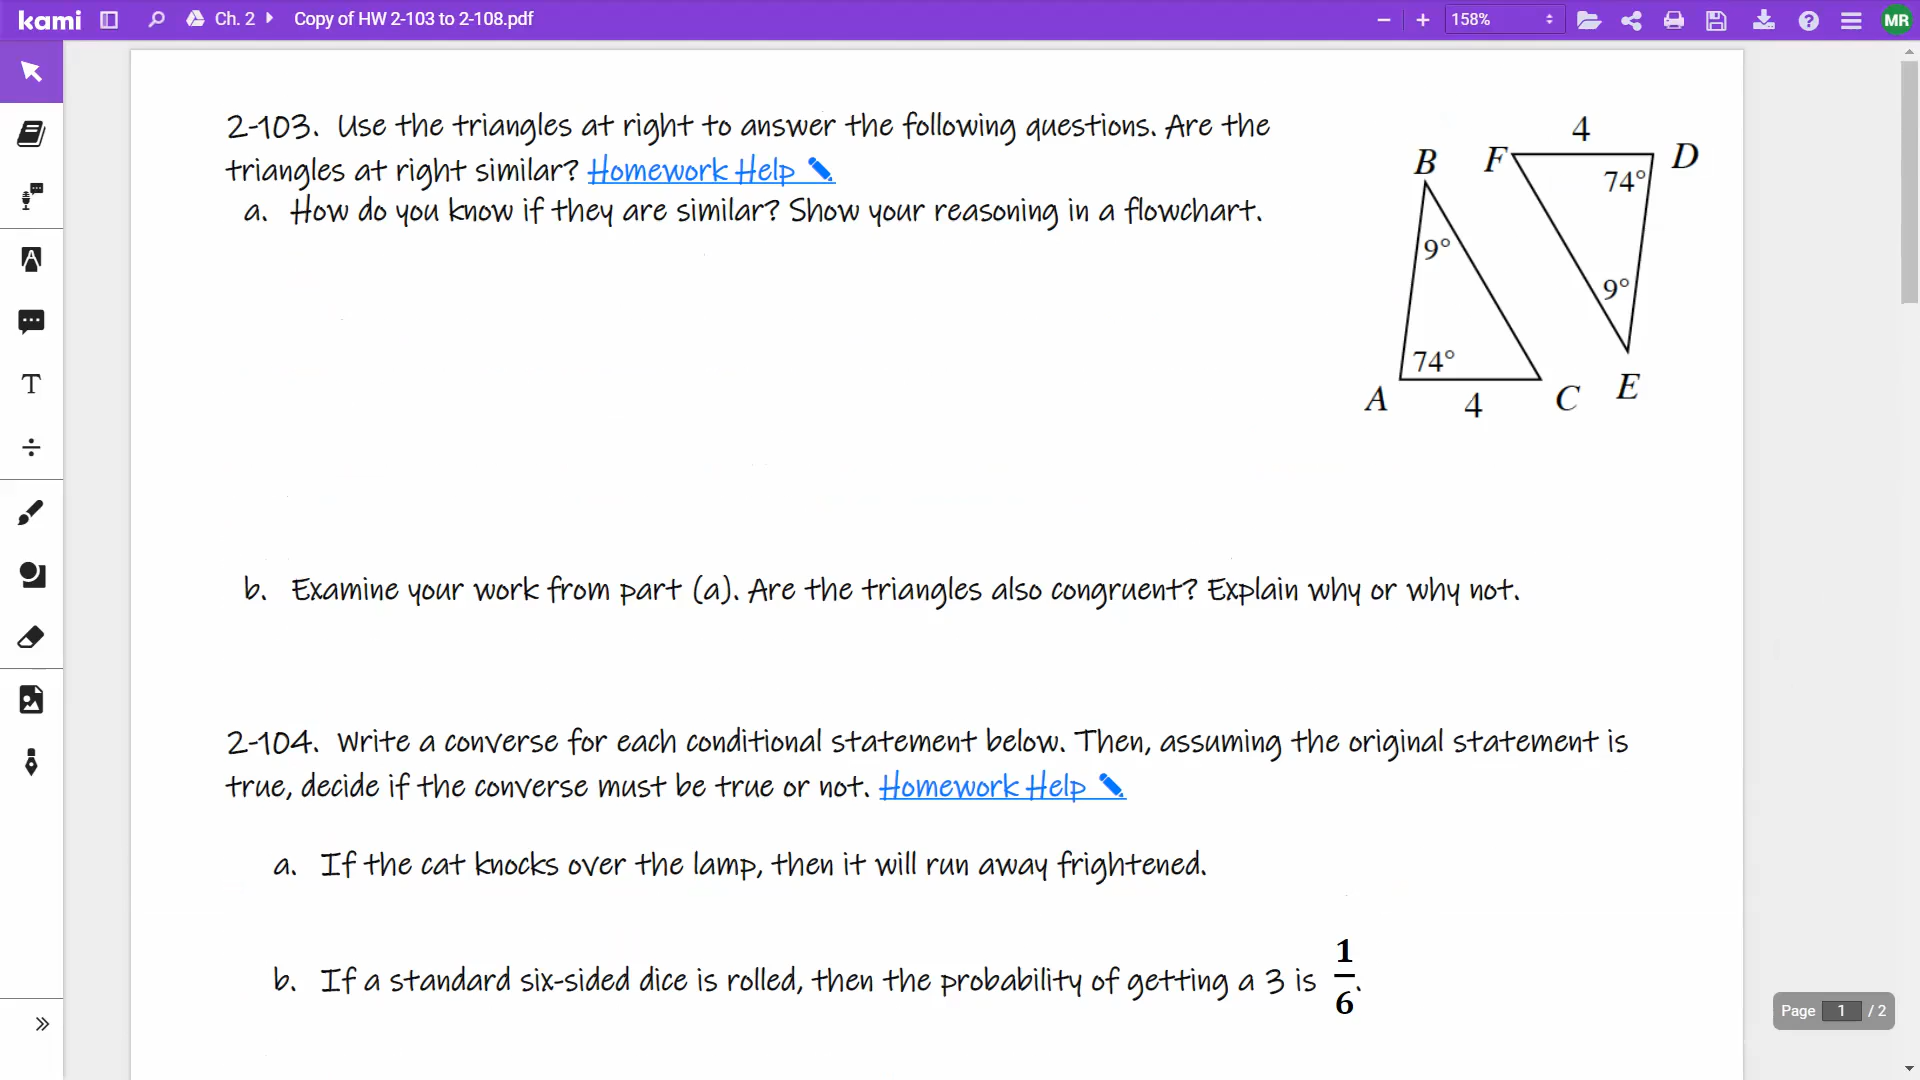 kami Ch. 2 Copy of HW 2-103 to 2-108.pdf 158% MR
2-103. Use the triangles at right to answer the following questions. Are the
triangles at right similar? Homework Help
a. How do you know if they are similar? Show your reasoning in a flowchart.
4
B F D
74°
9°
9°
74°
A 4 C E
b. Examine your work from part (a). Are the triangles also congruent? Explain why or why not.
2-104. Write a converse for each conditional statement below. Then, assuming the original statement is
true, decide if the converse must be true or not. Homework Help
a. If the cat knocks over the lamp, then it will run away frightened.
b. If a standard six-sided dice is rolled, then the probability of getting a 3 is 1/6.
Page 1 / 2